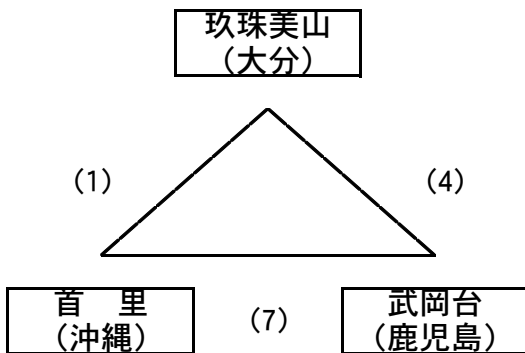 玖珠美山
（大分）
（1）
（4）
首　里
（沖縄）
（7）
武岡台
（鹿児島）